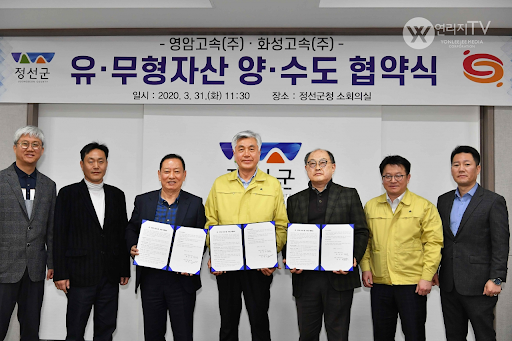 연리지TV
YONLIGJEE MEDIA
- 영암고속(주) · 화성고속(주) -
정선군
유·무형자산 양·수도 협약식
일시 : 2020. 3. 31.(화) 11:30 장소 : 정선군청 소회의실
군